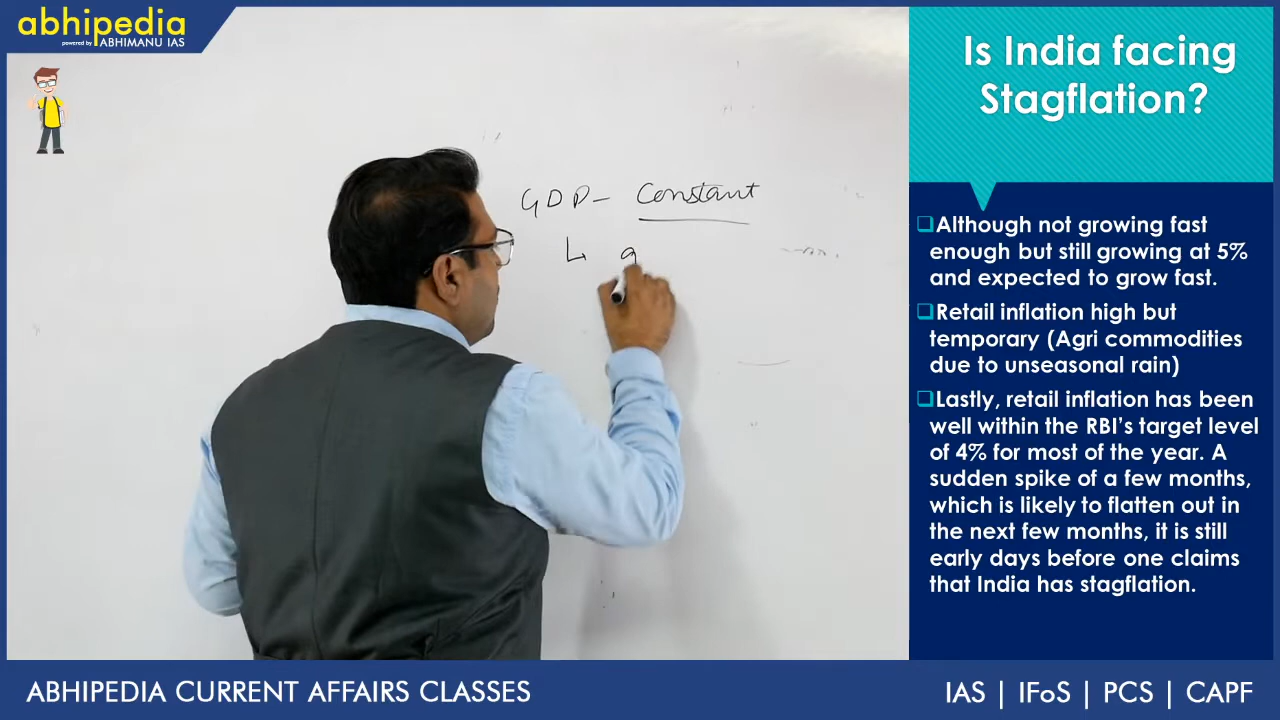 abhipedia
powered by ABHIMANU IAS
Is India facing
Stagflation?
GDP - Constant
❑Although not growing fast
enough but still growing at 5%
and expected to grow fast.
❑Retail inflation high but
temporary (Agri commodities
due to unseasonal rain)
❑Lastly, retail inflation has been
well within the RBI's target level
of 4% for most of the year. A
sudden spike of a few months,
which is likely to flatten out in
the next few months, it is still
early days before one claims
that India has stagflation.
ABHIPEDIA CURRENT AFFAIRS CLASSES
IAS | IFoS | PCS | CAPF